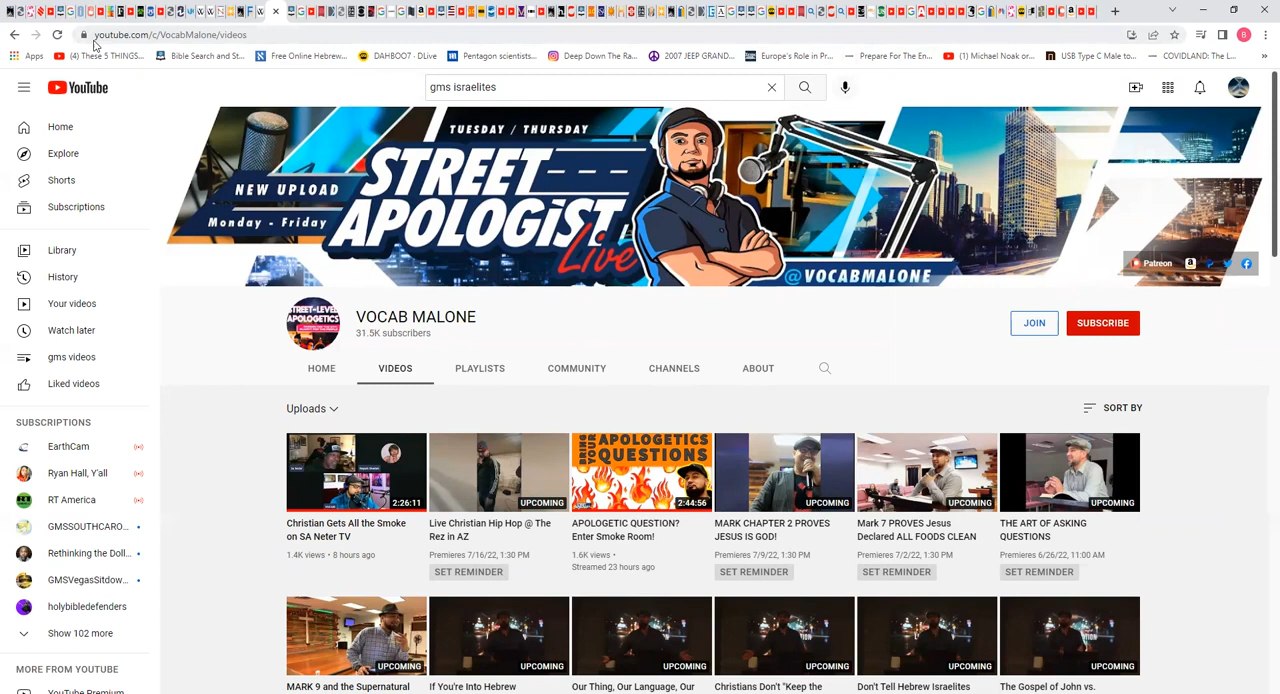 youtube.com/c/VocabMalone/videos
B
Apps
(4) These 5 THINGS...
Bible Search and St...
Free Online Hebrew...
DAHBOO7 - DLive
Pentagon scientists...
Deep Down The Ra...
2007 JEEP GRAND...
Europe's Role in Pr...
Prepare For The En...
(1) Michael Noak or...
USB Type C Male to...
COVIDLAND: The L...
»
YouTube
gms israelites
Home
Explore
Shorts
Subscriptions
Library
History
Your videos
Watch later
gms videos
Liked videos
SUBSCRIPTIONS
EarthCam
Ryan Hall, Y'all
RT America
GMSSOUTHCARO...
Rethinking the Doll...
GMSVegasSitdow...
holybibledefenders
Show 102 more
MORE FROM YOUTUBE
YouTube Premium
TUESDAY / THURSDAY
NEW UPLOAD
Monday - Friday
STREET
APOLOGIST
Live
@VOCABMALONE
Patreon
STREET-LEVEL
APOLOGETICS
VOCAB MALONE
31.5K subscribers
JOIN
SUBSCRIBE
HOME
VIDEOS
PLAYLISTS
COMMUNITY
CHANNELS
ABOUT
Uploads
SORT BY
2:26:11
Christian Gets All the Smoke
on SA Neter TV
1.4K views • 8 hours ago
UPCOMING
Live Christian Hip Hop @ The
Rez in AZ
Premieres 7/16/22, 1:30 PM
SET REMINDER
BRING YOUR
APOLOGETICS
QUESTIONS
2:44:56
APOLOGETIC QUESTION?
Enter Smoke Room!
1.6K views •
Streamed 23 hours ago
UPCOMING
MARK CHAPTER 2 PROVES
JESUS IS GOD!
Premieres 7/9/22, 1:30 PM
SET REMINDER
UPCOMING
Mark 7 PROVES Jesus
Declared ALL FOODS CLEAN
Premieres 7/2/22, 1:30 PM
SET REMINDER
UPCOMING
THE ART OF ASKING
QUESTIONS
Premieres 6/26/22, 11:00 AM
SET REMINDER
UPCOMING
MARK 9 and the Supernatural
UPCOMING
If You're Into Hebrew
UPCOMING
Our Thing, Our Language, Our
UPCOMING
Christians Don't "Keep the
UPCOMING
Don't Tell Hebrew Israelites
UPCOMING
The Gospel of John vs.